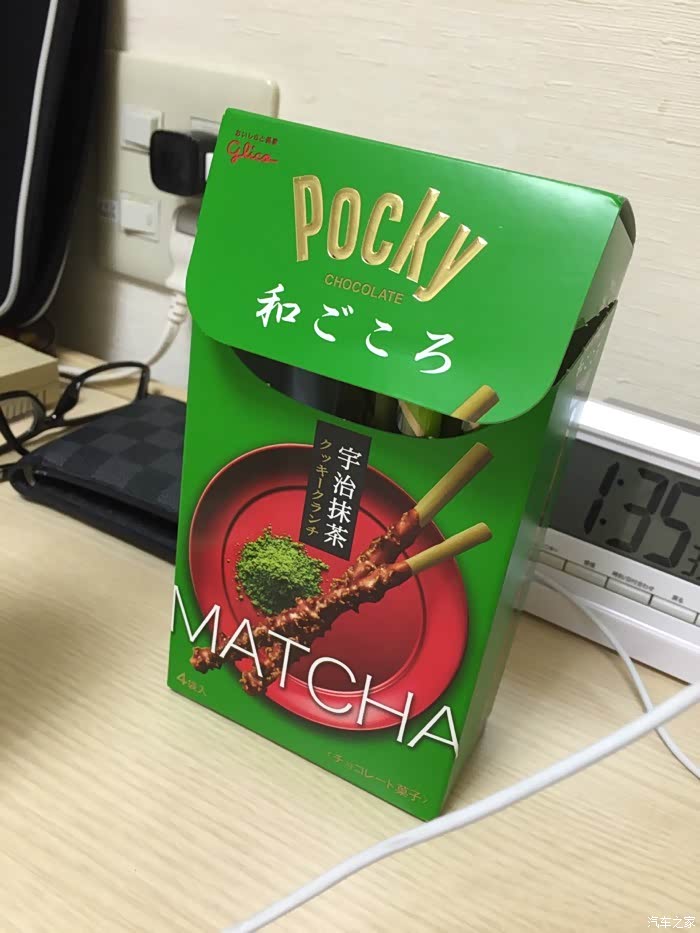 おいしさと健康
Glico
Pocky
CHOCOLATE
和ごころ
宇治抹茶
クッキークランチ
MATCHA
4袋入
〈チョコレート菓子〉
1:35
汽车之家